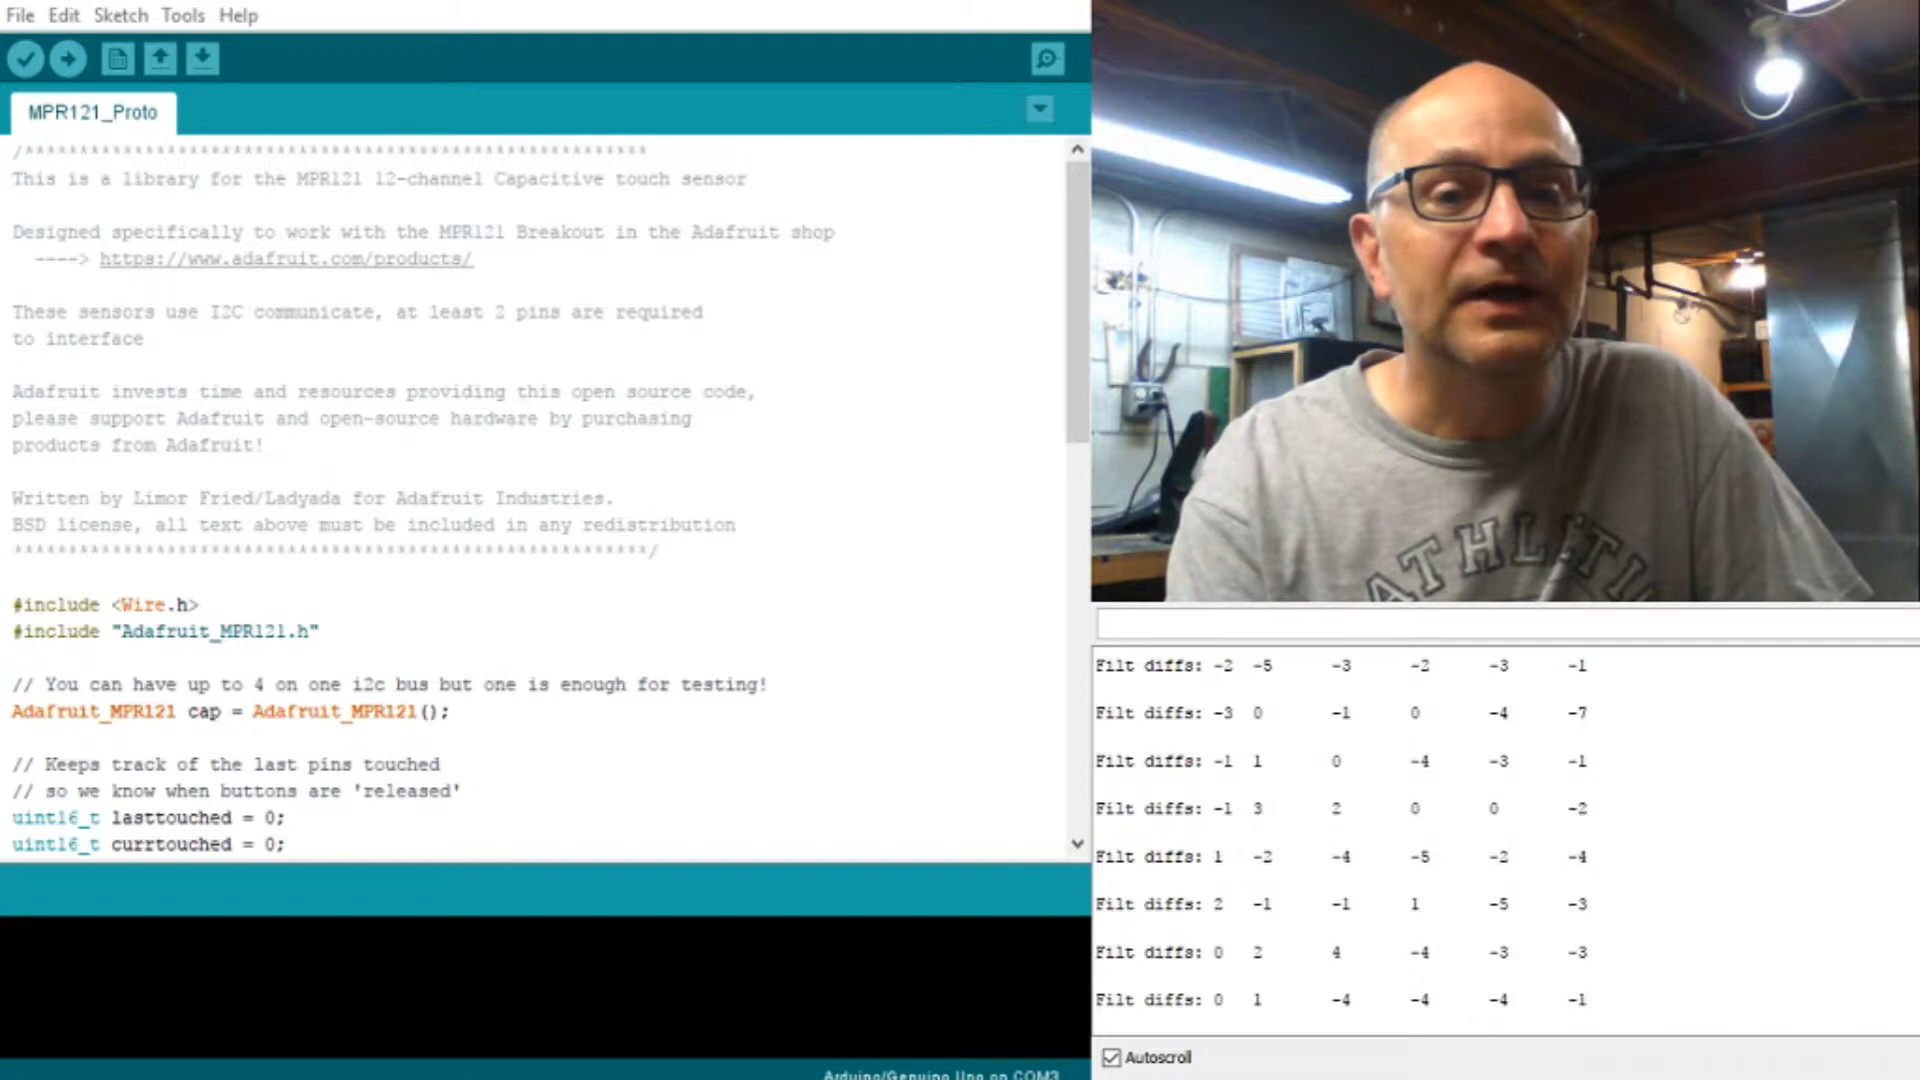 File Edit Sketch Tools Help
MPR121_Proto
/*********************************************************
This is a library for the MPR121 12-channel Capacitive touch sensor
Designed specifically to work with the MPR121 Breakout in the Adafruit shop
----> https://www.adafruit.com/products/
These sensors use I2C communicate, at least 2 pins are required
to interface
Adafruit invests time and resources providing this open source code,
please support Adafruit and open-source hardware by purchasing
products from Adafruit!
Written by Limor Fried/Ladyada for Adafruit Industries.
BSD license, all text above must be included in any redistribution
**********************************************************/
#include <Wire.h>
#include "Adafruit_MPR121.h"
// You can have up to 4 on one i2c bus but one is enough for testing!
Adafruit_MPR121 cap = Adafruit_MPR121();
// Keeps track of the last pins touched
// so we know when buttons are 'released'
uint16_t lasttouched = 0;
uint16_t currtouched = 0;
Arduino/Genuino Uno on COM3
ATHLETI
Filt diffs: -2 -5 -3 -2 -3 -1
Filt diffs: -3 0 -1 0 -4 -7
Filt diffs: -1 1 0 -4 -3 -1
Filt diffs: -1 3 2 0 0 -2
Filt diffs: 1 -2 -4 -5 -2 -4
Filt diffs: 2 -1 -1 1 -5 -3
Filt diffs: 0 2 4 -4 -3 -3
Filt diffs: 0 1 -4 -4 -4 -1
Autoscroll